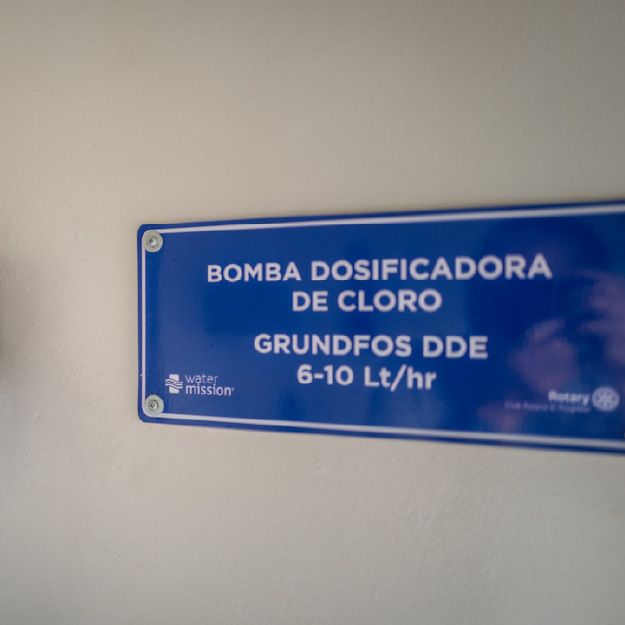 BOMBA DOSIFICADORA
DE CLORO
GRUNDFOS DDE
6-10 Lt/hr
water
mission
Rotary